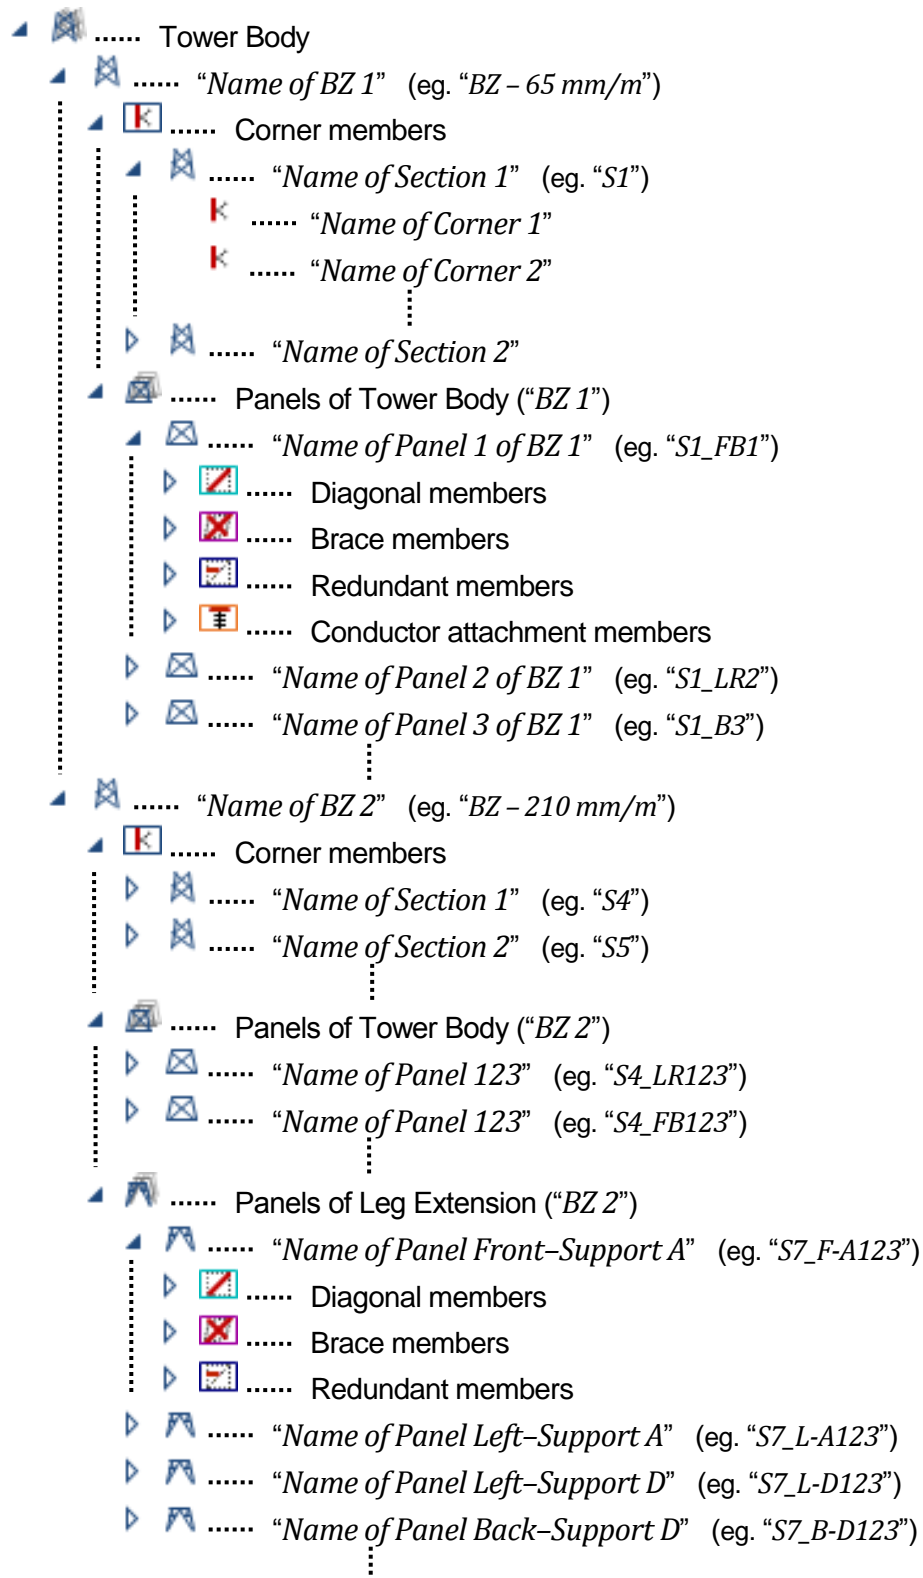 Tower Body
“Name of BZ 1” (eg. “BZ – 65 mm/m”)
Corner members
“Name of Section 1” (eg. “S1”)
“Name of Corner 1”
“Name of Corner 2”
“Name of Section 2”
Panels of Tower Body (“BZ 1”)
“Name of Panel 1 of BZ 1” (eg. “S1_FB1”)
Diagonal members
Brace members
Redundant members
Conductor attachment members
“Name of Panel 2 of BZ 1” (eg. “S1_LR2”)
“Name of Panel 3 of BZ 1” (eg. “S1_B3”)
“Name of BZ 2” (eg. “BZ – 210 mm/m”)
Corner members
“Name of Section 1” (eg. “S4”)
“Name of Section 2” (eg. “S5”)
Panels of Tower Body (“BZ 2”)
“Name of Panel 123” (eg. “S4_LR123”)
“Name of Panel 123” (eg. “S4_FB123”)
Panels of Leg Extension (“BZ 2”)
“Name of Panel Front–Support A” (eg. “S7_F-A123”)
Diagonal members
Brace members
Redundant members
“Name of Panel Left–Support A” (eg. “S7_L-A123”)
“Name of Panel Left–Support D” (eg. “S7_L-D123”)
“Name of Panel Back–Support D” (eg. “S7_B-D123”)